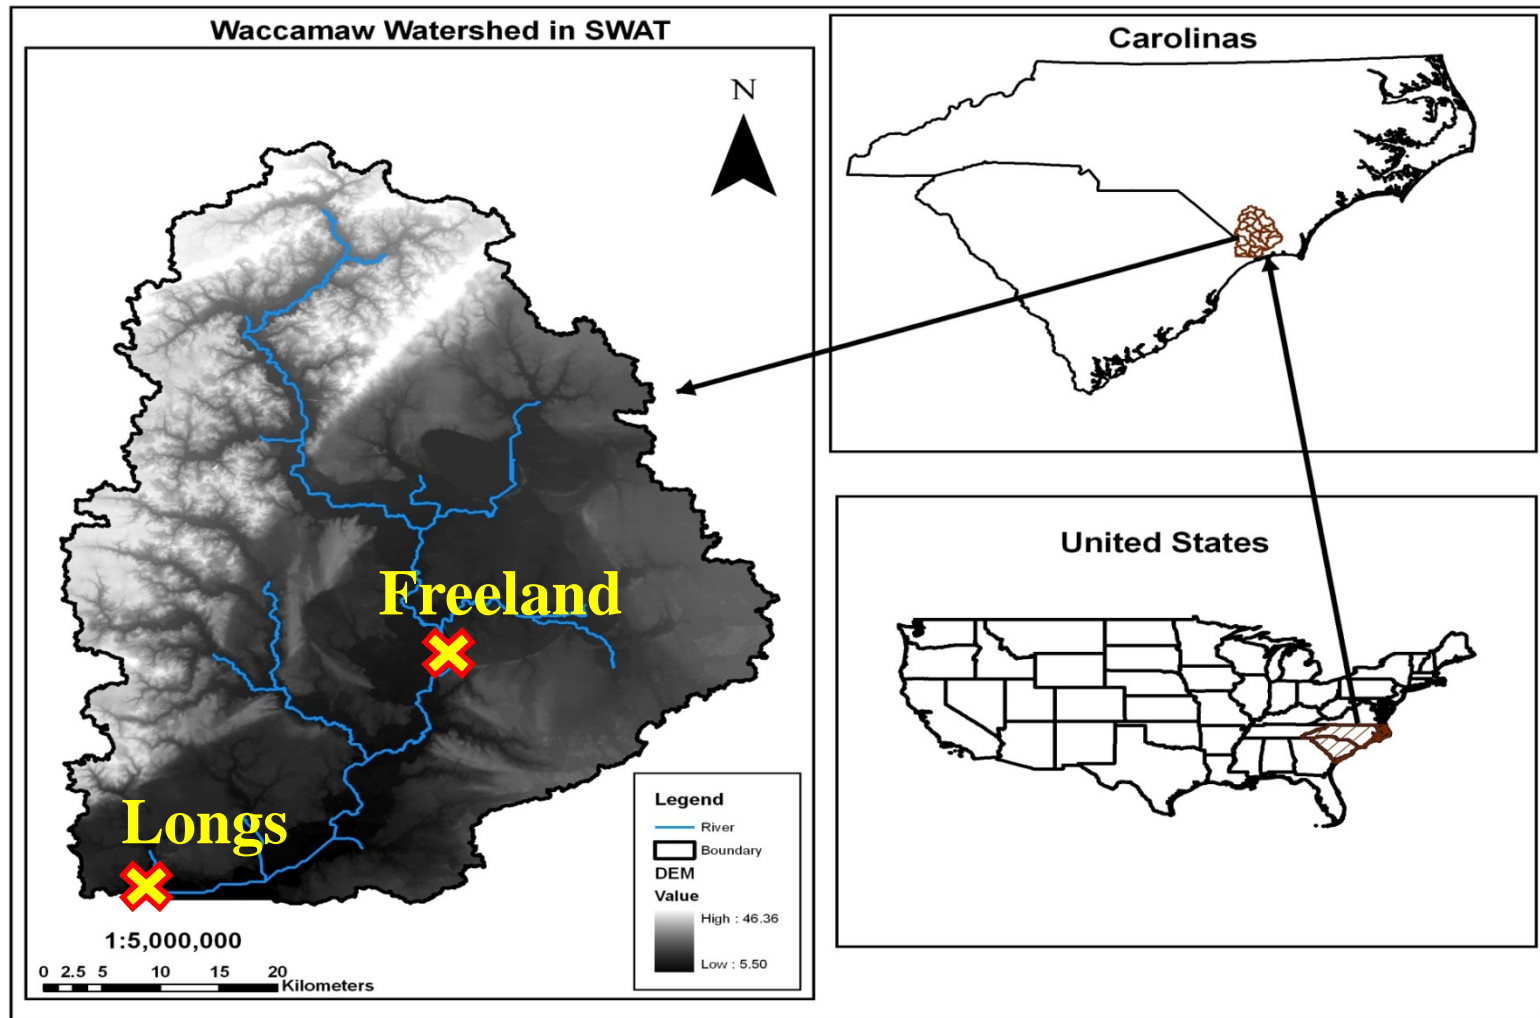 Waccamaw Watershed in SWAT
N
Freeland
Longs
1:5,000,000
0 2.5 5 10 15 20
Kilometers
Legend
River
Boundary
DEM
Value
High : 46.36
Low : 5.50
Carolinas
United States